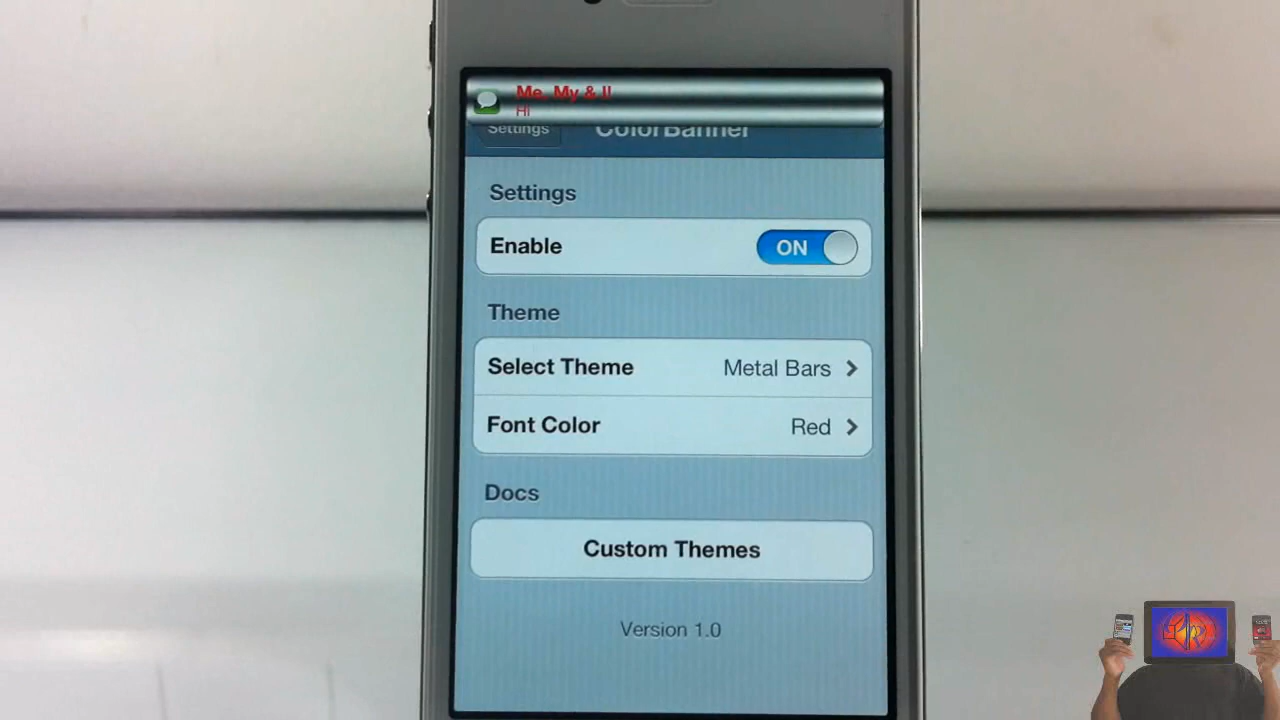 Me, My & I!
Hi
Settings
ColorBanner
Settings
Enable
ON
Theme
Select Theme
Metal Bars
Font Color
Red
Docs
Custom Themes
Version 1.0